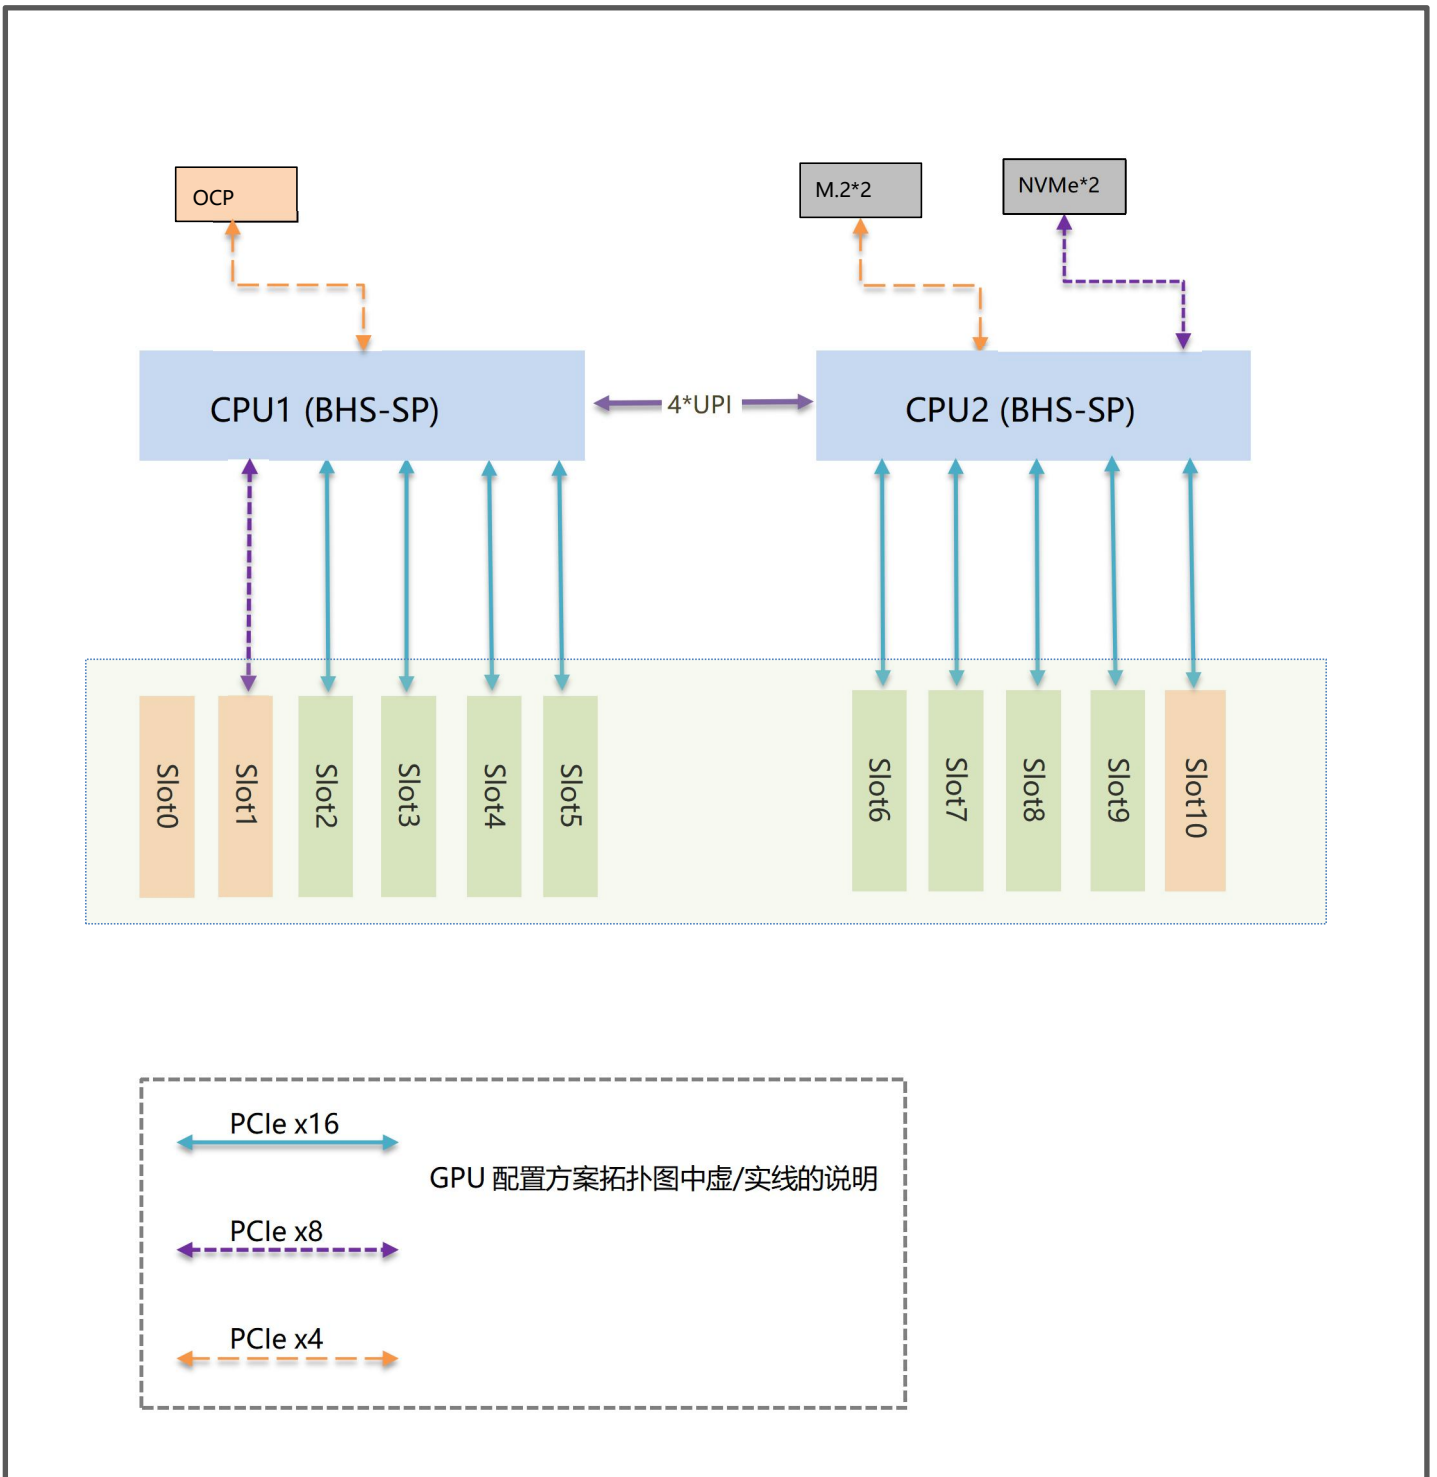 OCP
M.2*2
NVMe*2
CPU1 (BHS-SP)
4*UPI
CPU2 (BHS-SP)
Slot0
Slot1
Slot2
Slot3
Slot4
Slot5
Slot6
Slot7
Slot8
Slot9
Slot10
PCIe x16
GPU 配置方案拓扑图中虚/实线的说明
PCIe x8
PCIe x4